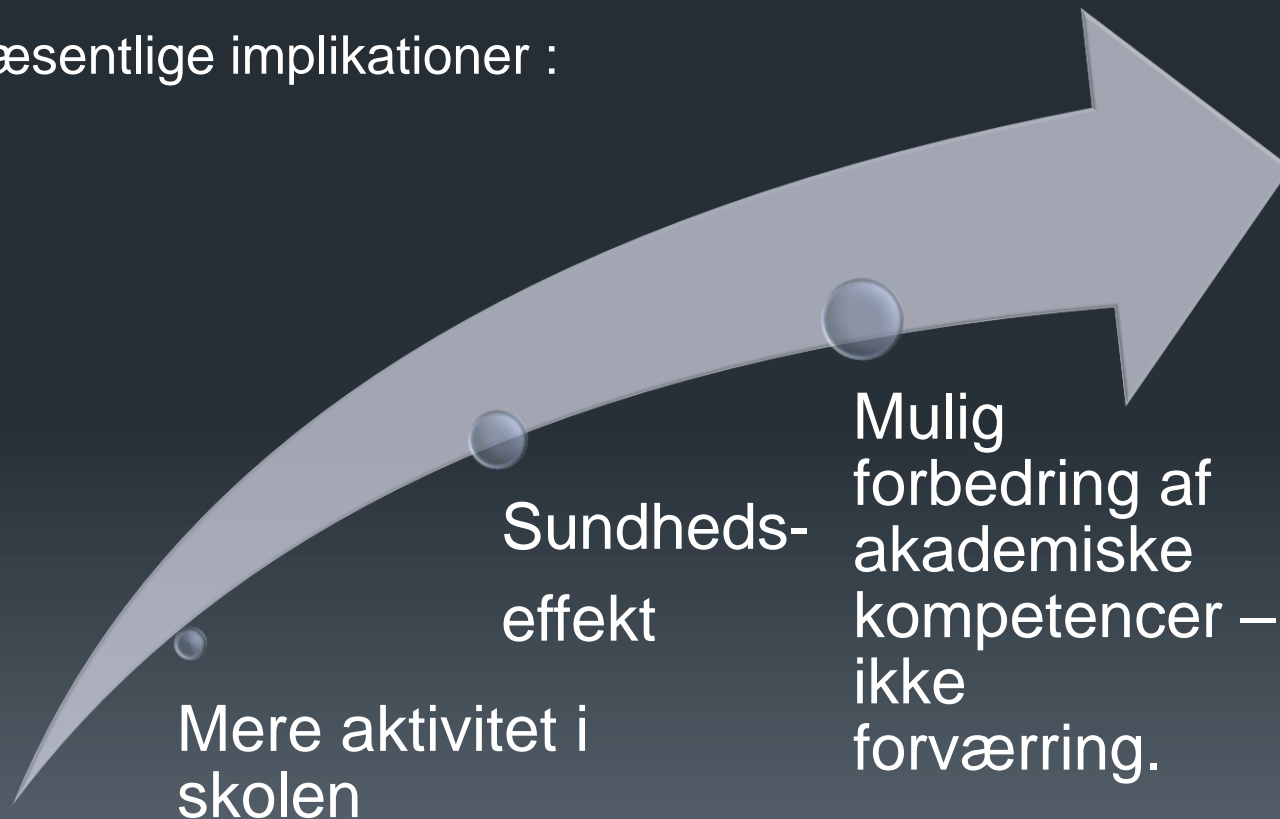 æsentlige implikationer :
Mere aktivitet i
skolen
Sundheds-
effekt
Mulig
forbedring af
akademiske
kompetencer –
ikke
forværring.